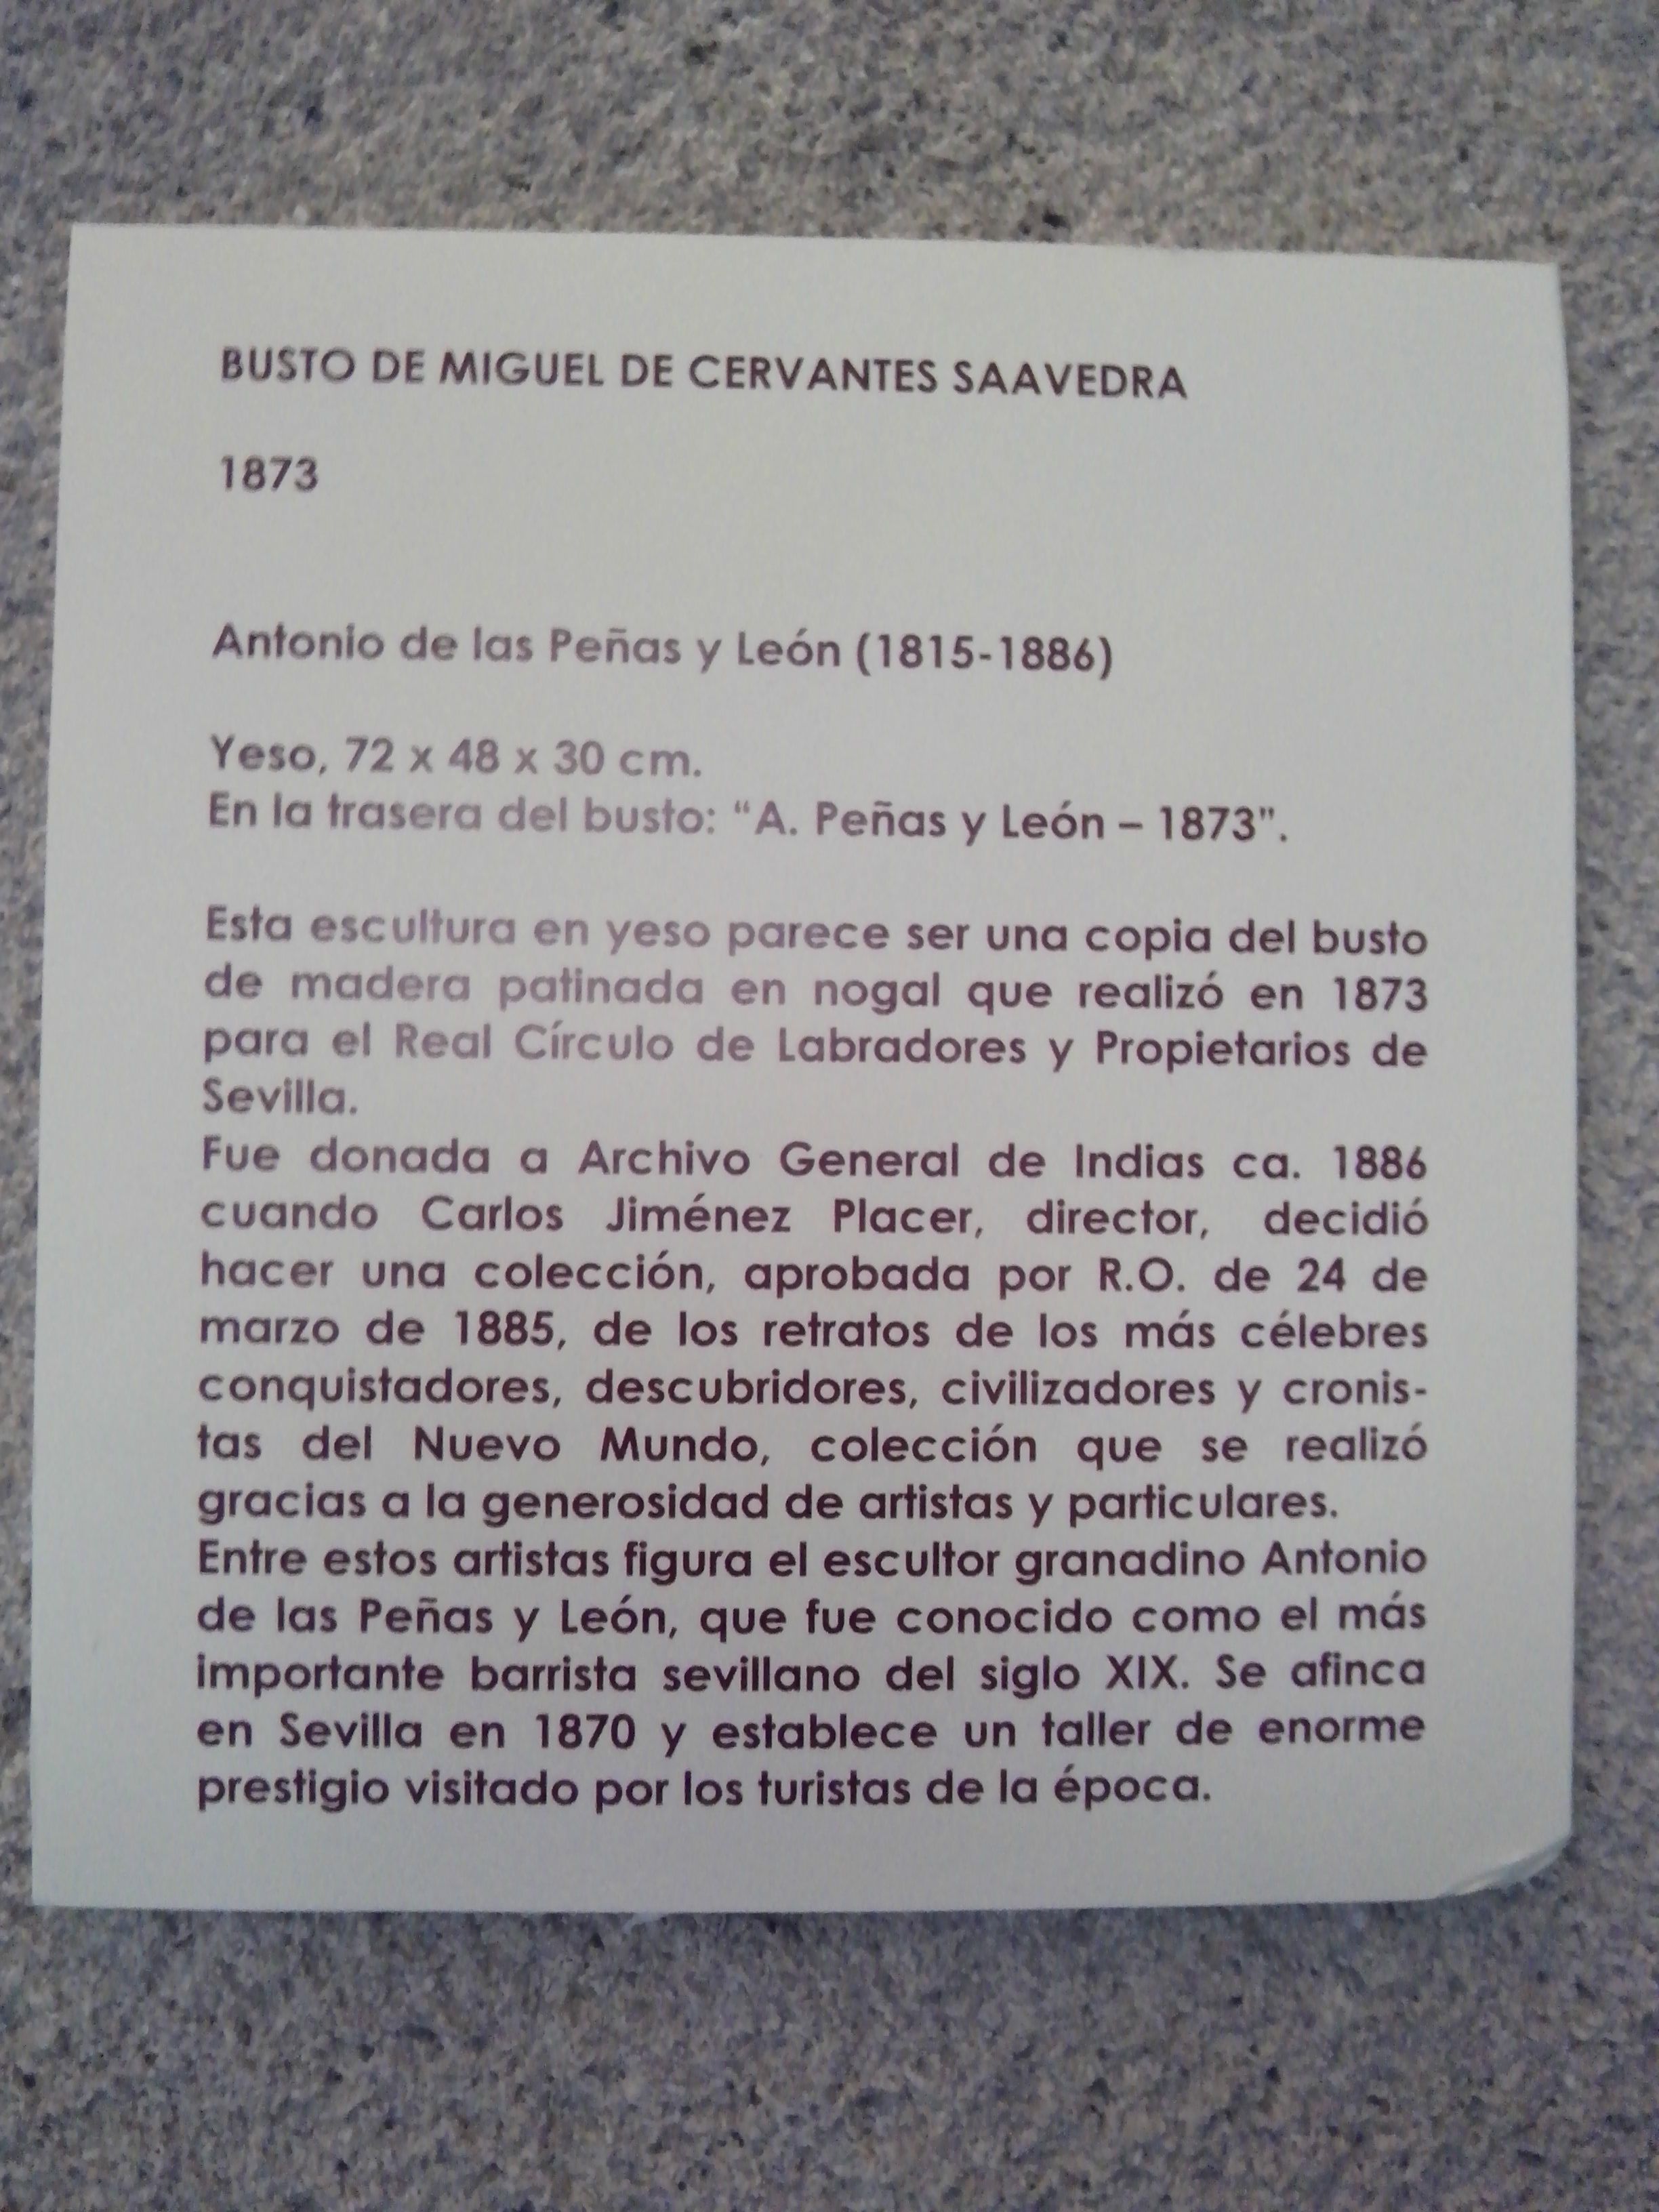 BUSTO DE MIGUEL DE CERVANTES SAAVEDRA
1873
Antonio de las Peñas y León (1815-1886)
Yeso, 72 x 48 x 30 cm.
En la trasera del busto: “A. Peñas y León – 1873”.
Esta escultura en yeso parece ser una copia del busto
de madera patinada en nogal que realizó en 1873
para el Real Círculo de Labradores y Propietarios de
Sevilla.
Fue donada a Archivo General de Indias ca. 1886
cuando Carlos Jiménez Placer, director, decidió
hacer una colección, aprobada por R.O. de 24 de
marzo de 1885, de los retratos de los más célebres
conquistadores, descubridores, civilizadores y cronis-
tas del Nuevo Mundo, colección que se realizó
gracias a la generosidad de artistas y particulares.
Entre estos artistas figura el escultor granadino Antonio
de las Peñas y León, que fue conocido como el más
importante barrista sevillano del siglo XIX. Se afinca
en Sevilla en 1870 y establece un taller de enorme
prestigio visitado por los turistas de la época.